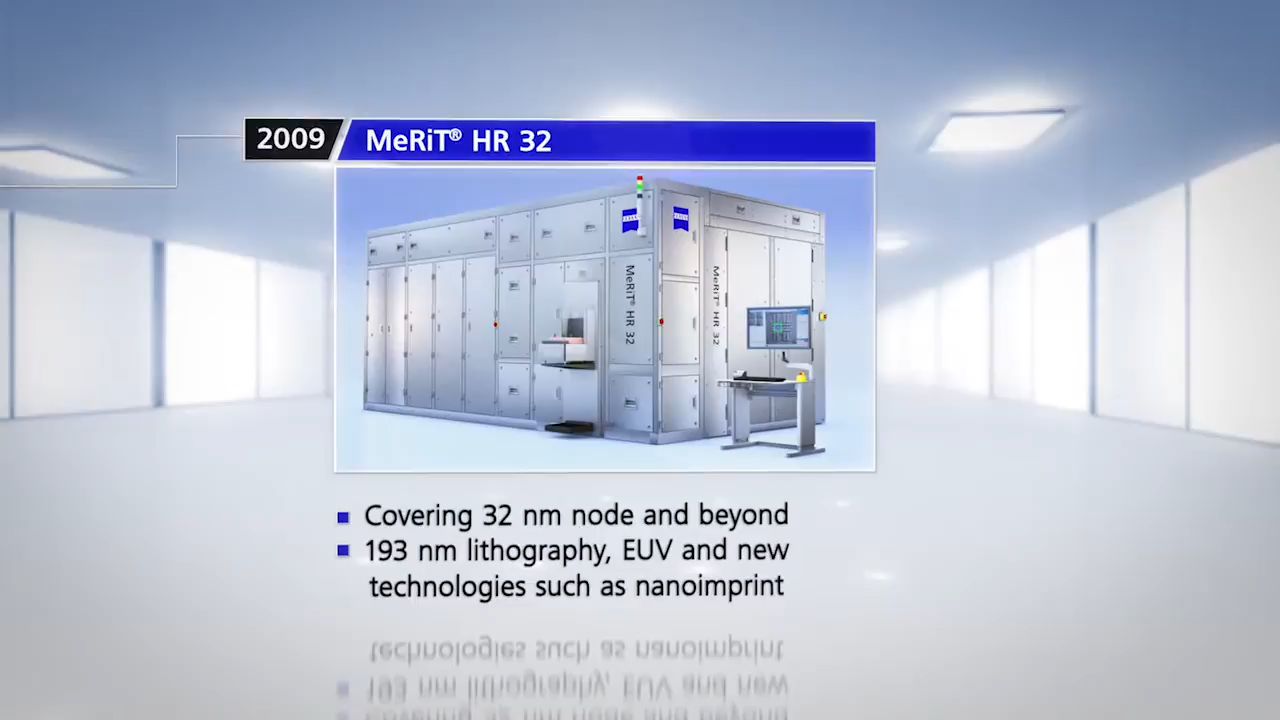 2009
MeRiT® HR 32
ZEISS
MeRiT® HR 32
MeRiT® HR 32
Covering 32 nm node and beyond
193 nm lithography, EUV and new
technologies such as nanoimprint